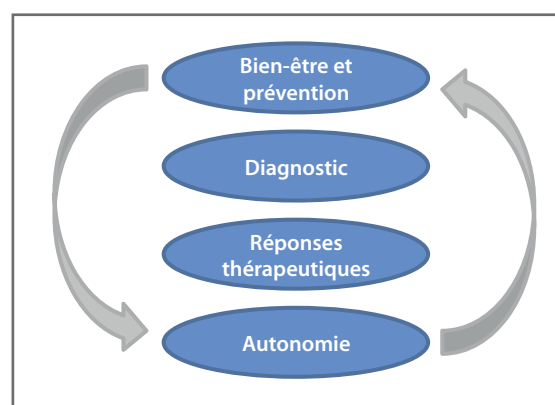 Bien-être et
prévention
Diagnostic
Réponses
thérapeutiques
Autonomie